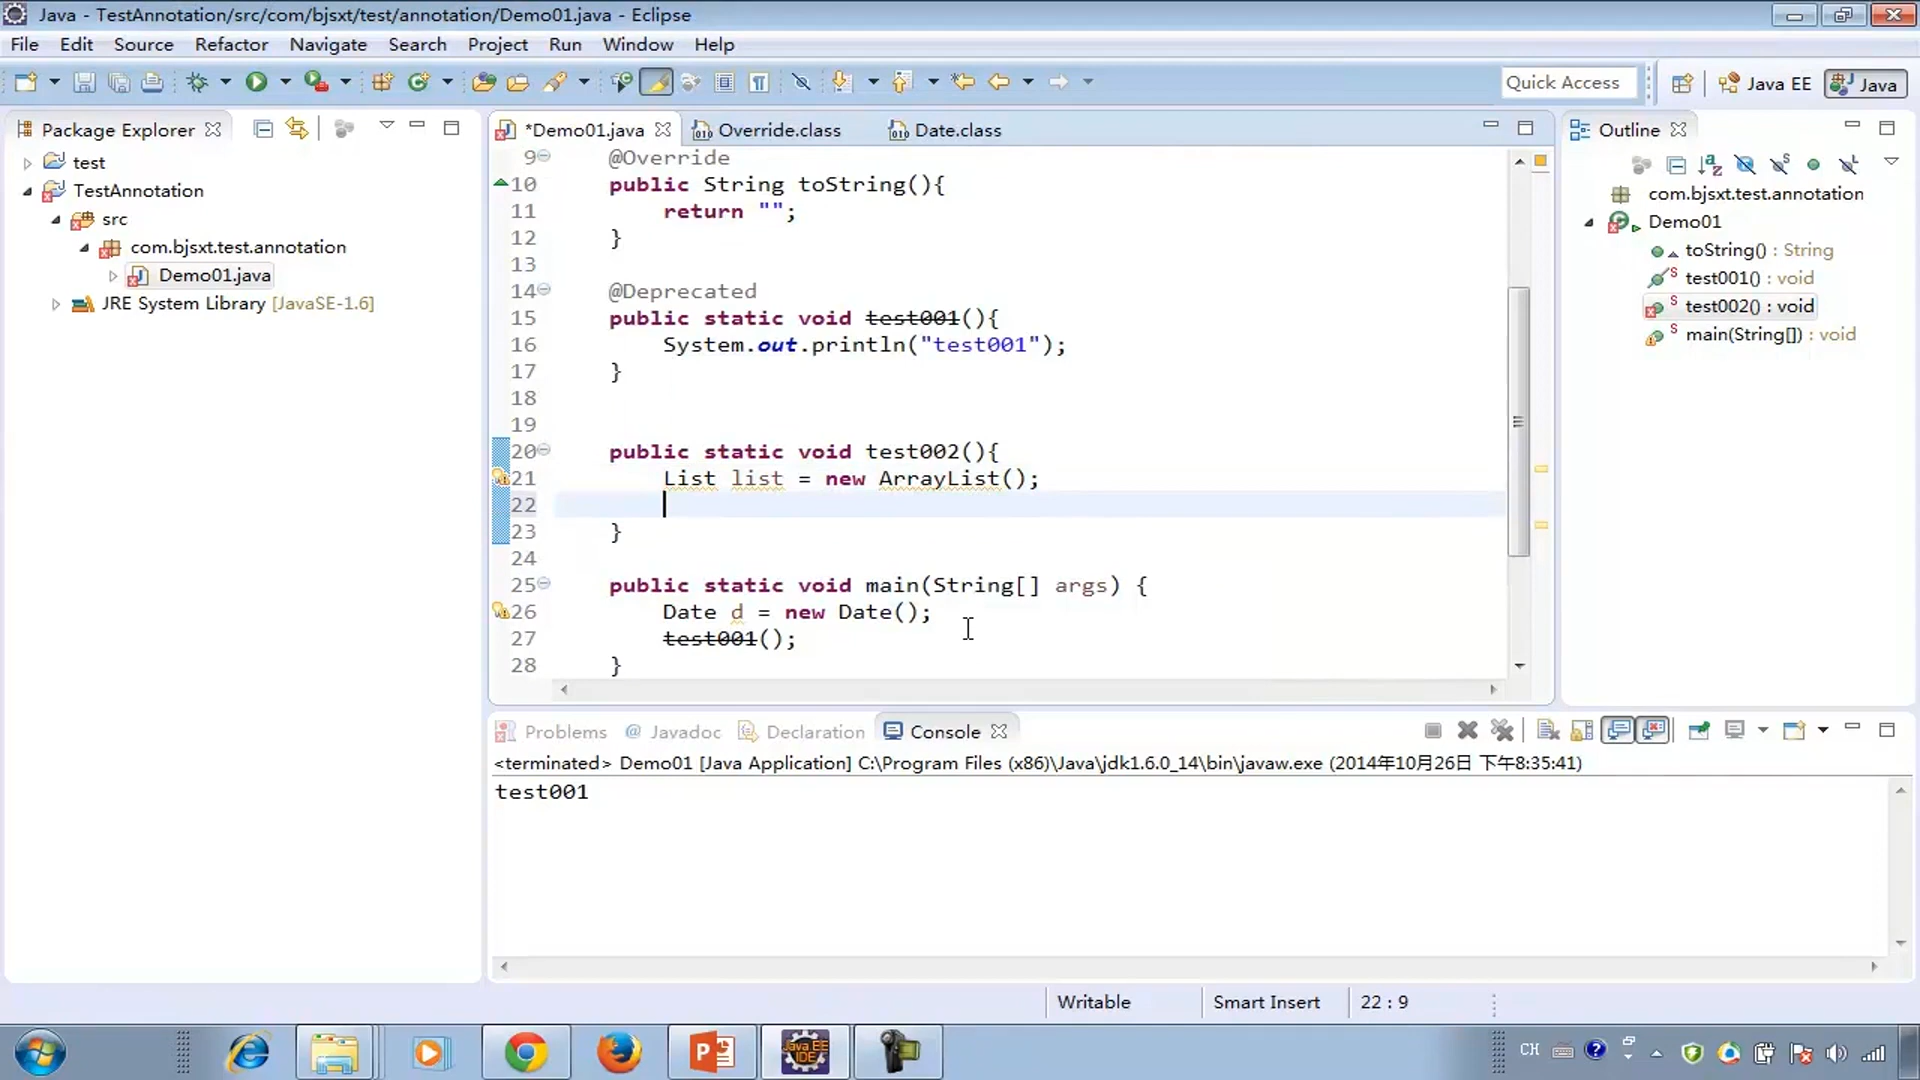 Java - TestAnnotation/src/com/bjsxt/test/annotation/Demo01.java - Eclipse
File Edit Source Refactor Navigate Search Project Run Window Help
Quick Access
Java EE
Java
Package Explorer
test
TestAnnotation
src
com.bjsxt.test.annotation
Demo01.java
JRE System Library [JavaSE-1.6]
*Demo01.java
Override.class
Date.class
9 @Override
10 public String toString(){
11 return "";
12 }
13
14 @Deprecated
15 public static void test001(){
16 System.out.println("test001");
17 }
18
19
20 public static void test002(){
21 List list = new ArrayList();
22
23 }
24
25 public static void main(String[] args) {
26 Date d = new Date();
27 test001();
28 }
Outline
com.bjsxt.test.annotation
Demo01
toString() : String
test001() : void
test002() : void
main(String[]) : void
Problems
@ Javadoc
Declaration
Console
<terminated> Demo01 [Java Application] C:\Program Files (x86)\Java\jdk1.6.0_14\bin\javaw.exe (2014年10月26日 下午8:35:41)
test001
Writable
Smart Insert
22 : 9
Java EE
IDE
CH